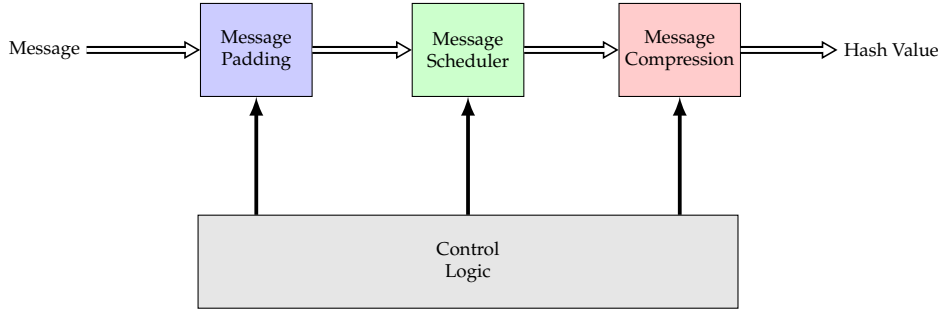 Message
Message
Padding
Message
Scheduler
Message
Compression
Hash Value
Control
Logic